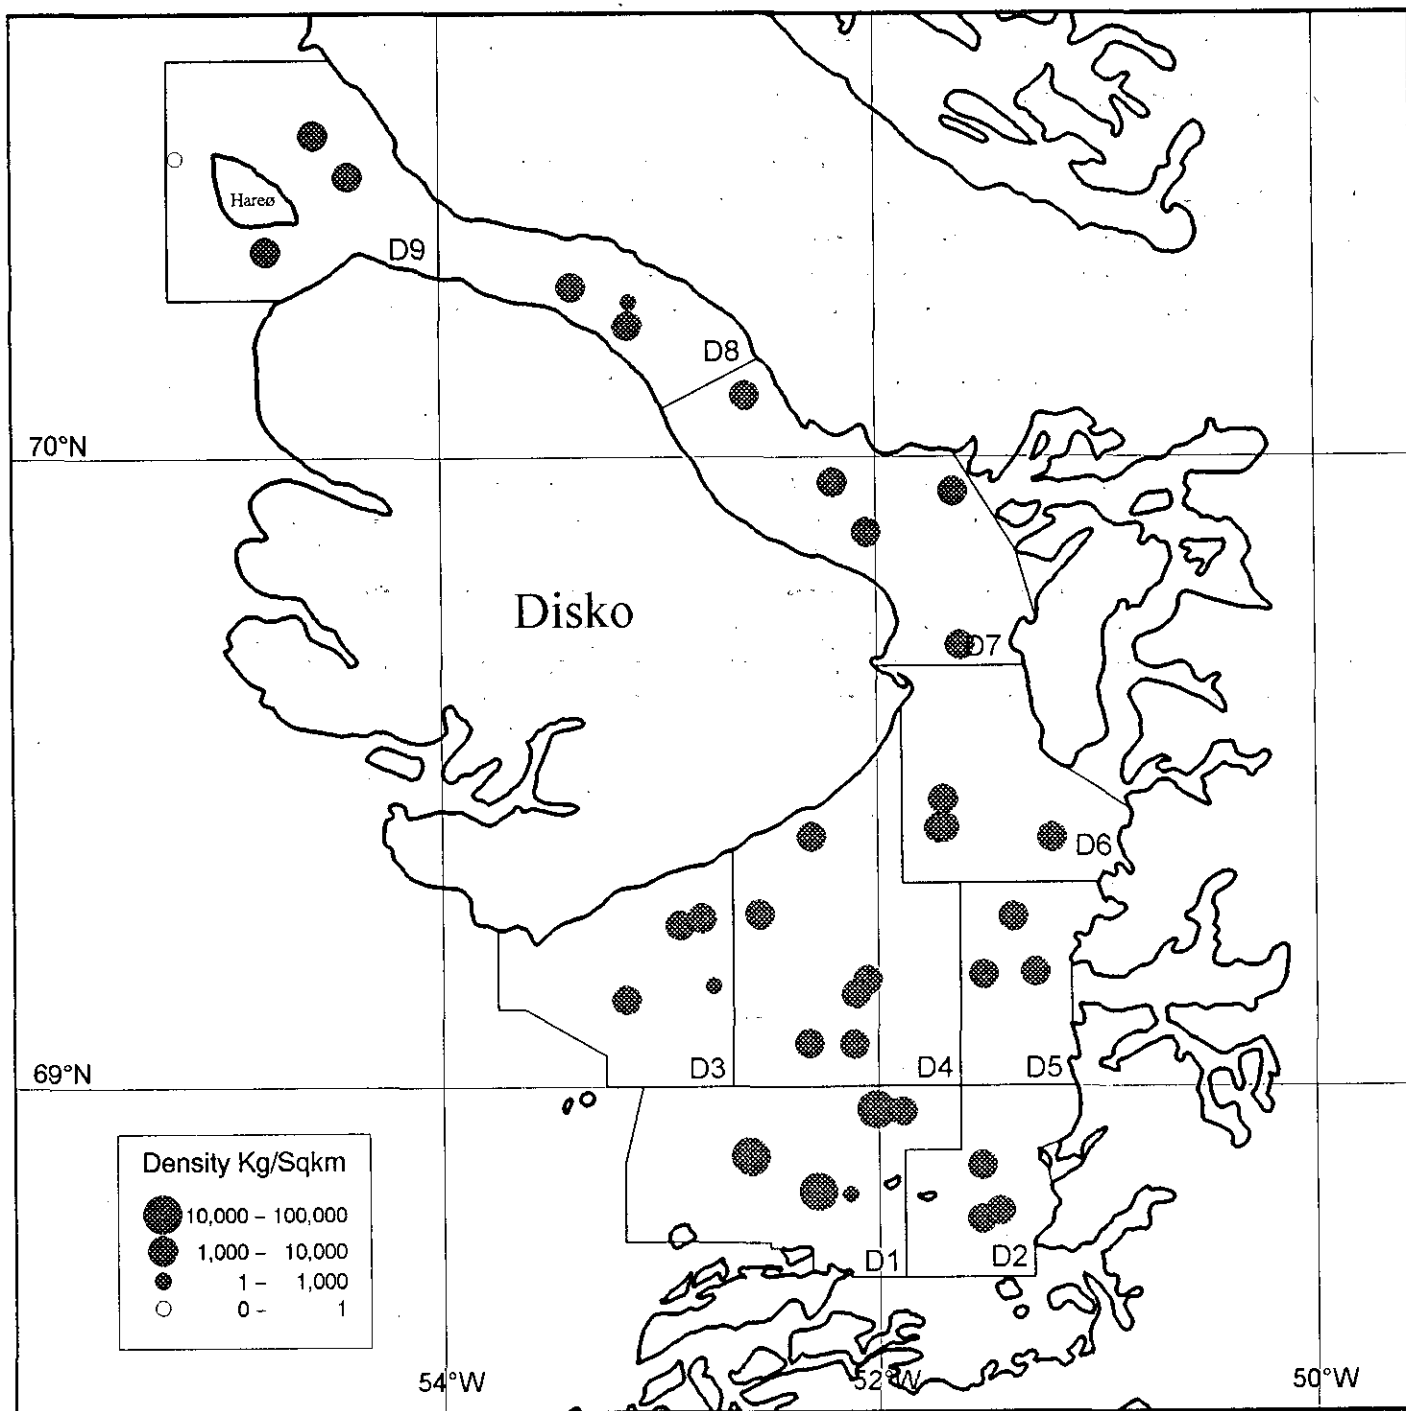 Hareø
D9
D8
70°N
Disko
D7
D6
D3
D4
D5
69°N
Density Kg/Sqkm
10,000 – 100,000
1,000 – 10,000
1 – 1,000
0 – 1
D1
D2
54°W
52°W
50°W